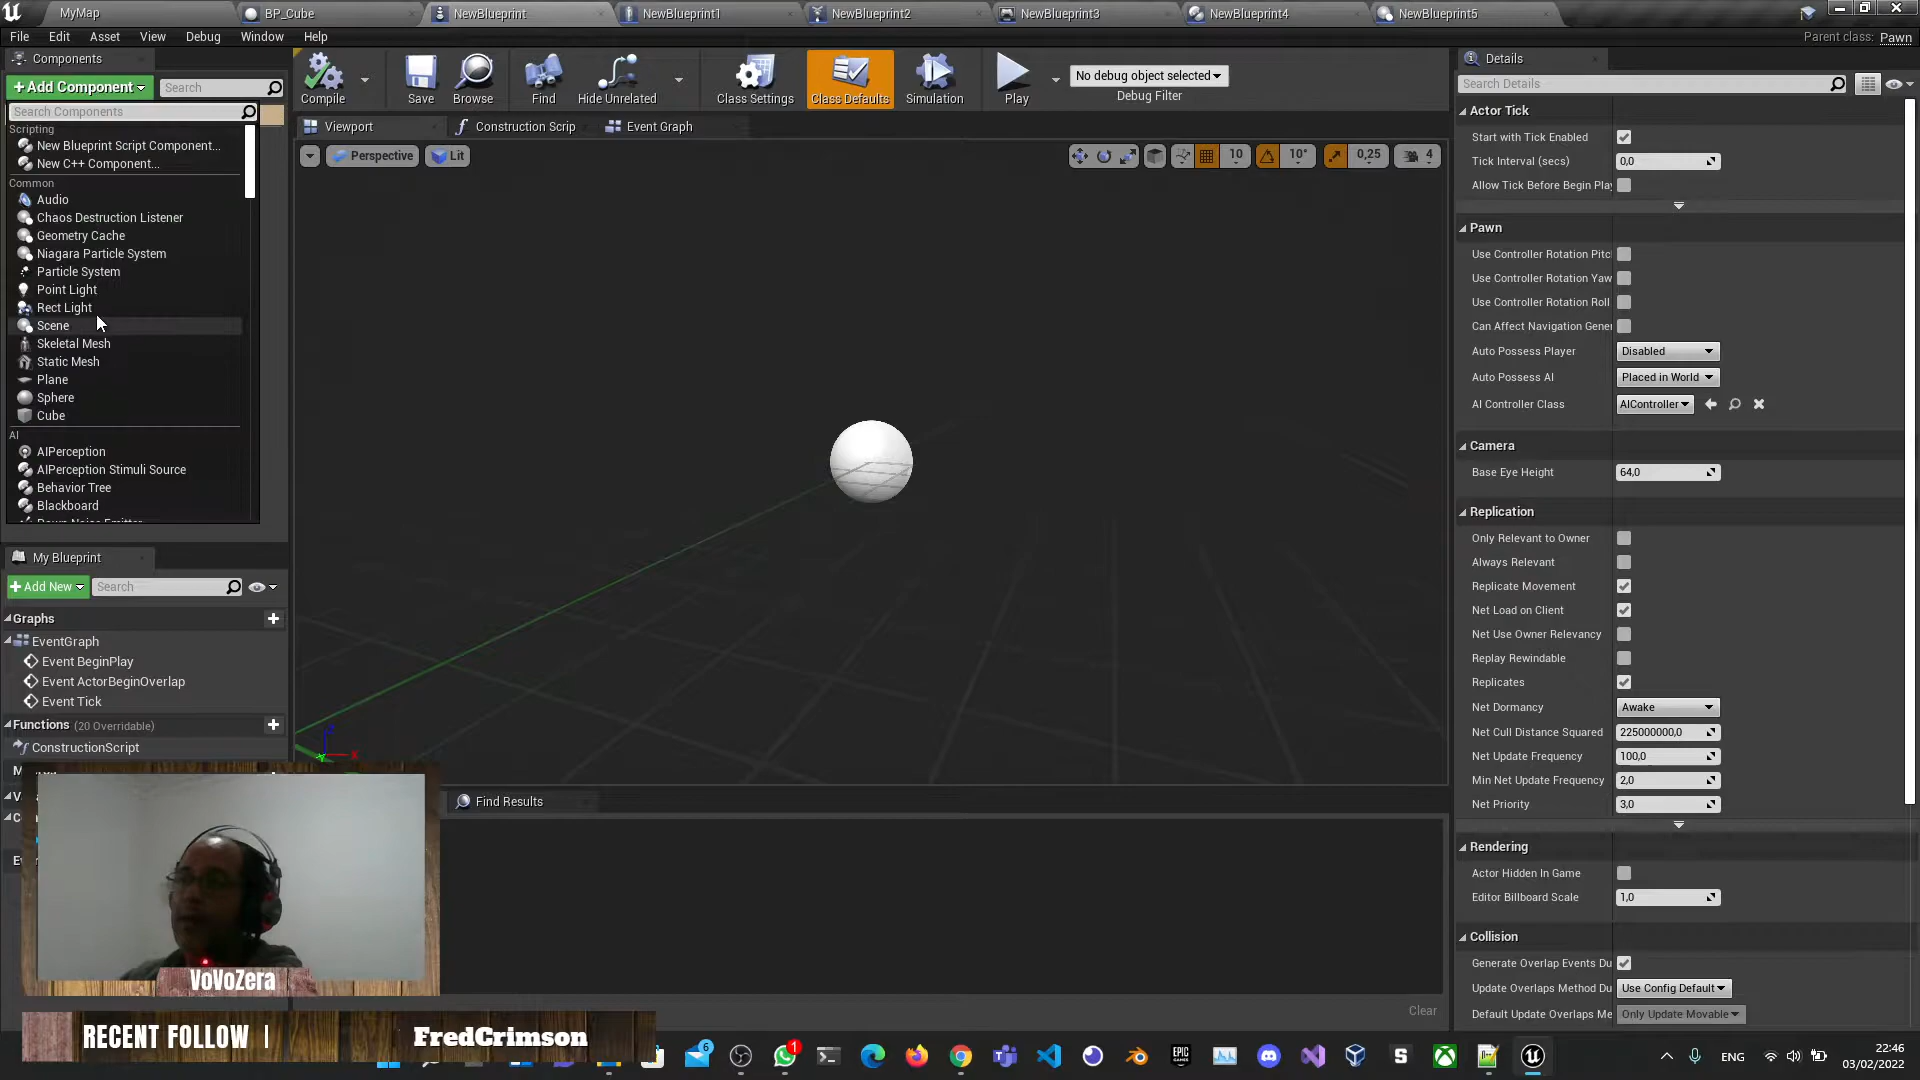 MyMap
BP_Cube
NewBlueprint
NewBlueprint1
NewBlueprint2
NewBlueprint3
NewBlueprint4
NewBlueprint5
File Edit Asset View Debug Window Help
Parent class: Pawn
Components
+Add Component
Search
Search Components
Scripting
New Blueprint Script Component...
New C++ Component...
Common
Audio
Chaos Destruction Listener
Geometry Cache
Niagara Particle System
Particle System
Point Light
Rect Light
Scene
Skeletal Mesh
Static Mesh
Plane
Sphere
Cube
AI
AIPerception
AIPerception Stimuli Source
Behavior Tree
Blackboard
Pawn Noise Emitter
Compile
Save
Browse
Find
Hide Unrelated
Class Settings
Class Defaults
Simulation
Play
No debug object selected
Debug Filter
Viewport
Construction Scrip
Event Graph
Perspective
Lit
10
10°
0,25
4
My Blueprint
+Add New
Search
Graphs
EventGraph
Event BeginPlay
Event ActorBeginOverlap
Event Tick
Functions (20 Overridable)
ConstructionScript
Find Results
Clear
Details
Search Details
Actor Tick
Start with Tick Enabled
Tick Interval (secs) 0,0
Allow Tick Before Begin Play
Pawn
Use Controller Rotation Pitc
Use Controller Rotation Yaw
Use Controller Rotation Roll
Can Affect Navigation Gener
Auto Possess Player Disabled
Auto Possess AI Placed in World
AI Controller Class AIController
Camera
Base Eye Height 64,0
Replication
Only Relevant to Owner
Always Relevant
Replicate Movement
Net Load on Client
Net Use Owner Relevancy
Replay Rewindable
Replicates
Net Dormancy Awake
Net Cull Distance Squared 225000000,0
Net Update Frequency 100,0
Min Net Update Frequency 2,0
Net Priority 3,0
Rendering
Actor Hidden In Game
Editor Billboard Scale 1,0
Collision
Generate Overlap Events Du
Update Overlaps Method Du Use Config Default
Default Update Overlaps Me Only Update Movable
VoVoZera
RECENT FOLLOW |
FredCrimson
6
1
ENG
22:46
03/02/2022